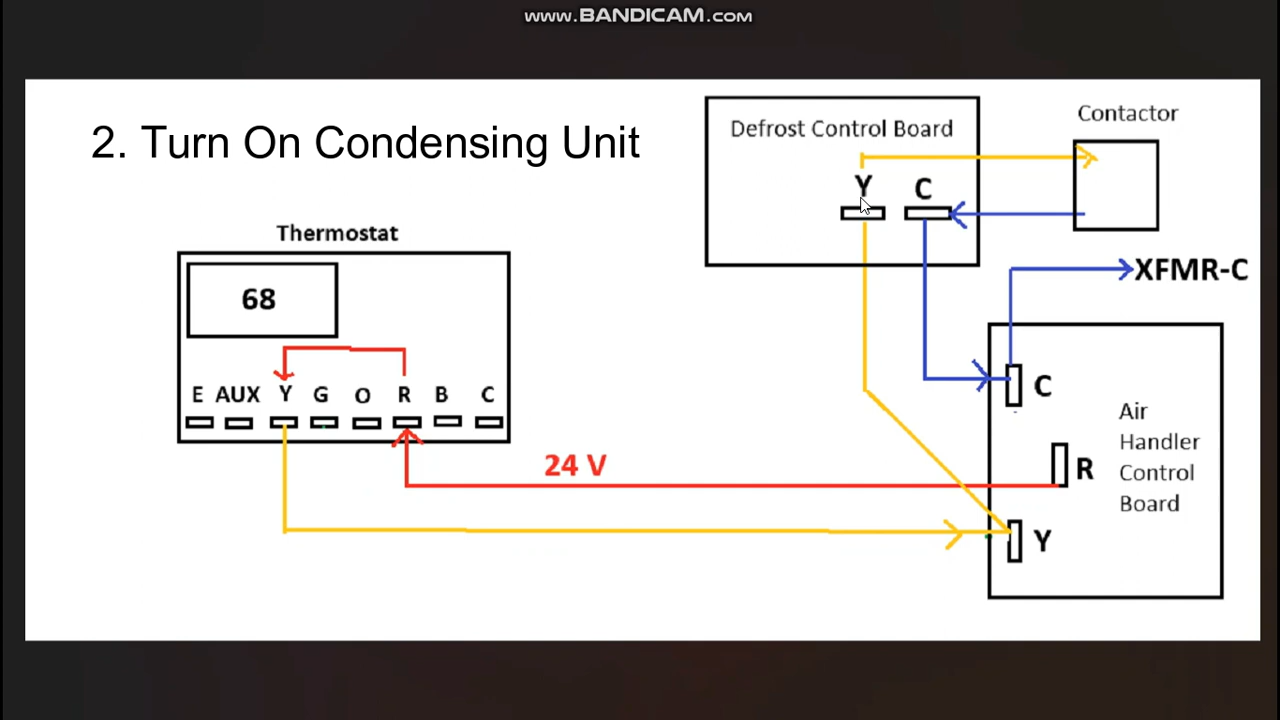 www.BANDICAM.com
2. Turn On Condensing Unit
Defrost Control Board
Y C
Contactor
XFMR-C
Thermostat
68
E AUX Y G O R B C
24 V
C
R
Y
Air
Handler
Control
Board